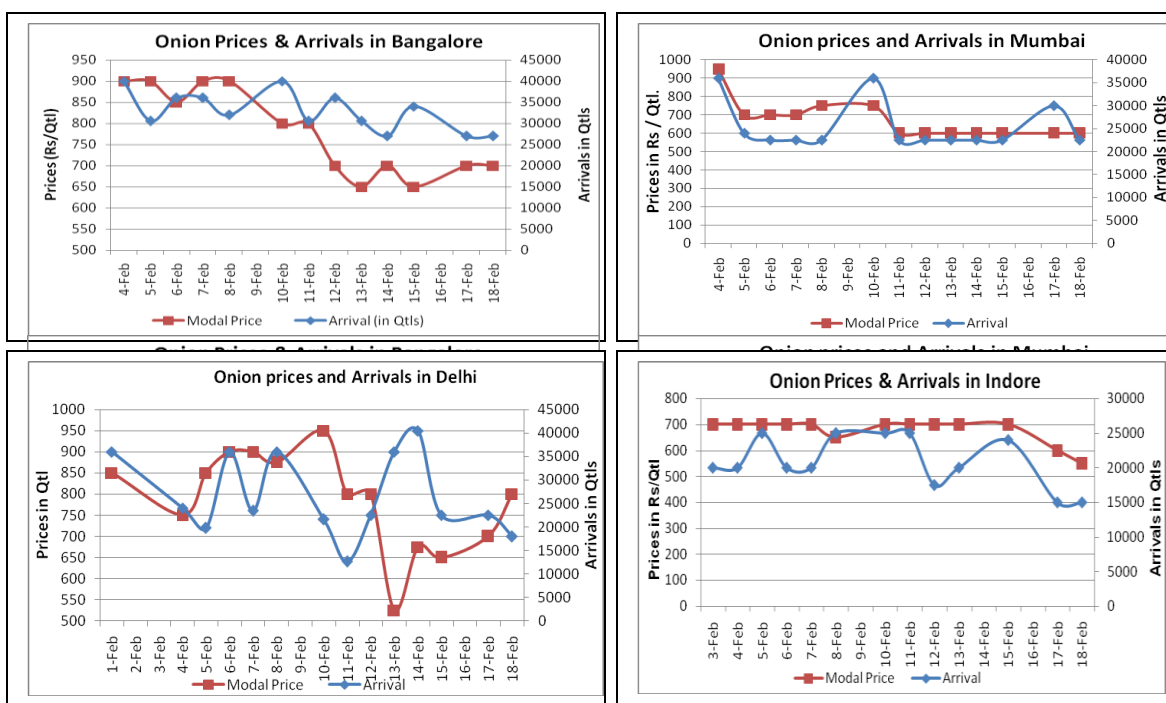 Onion Prices & Arrivals in Bangalore
950
900
850
800
750
700
650
600
550
500
Prices (Rs/Qtl)
45000
40000
35000
30000
25000
20000
15000
10000
5000
0
Arrivals in Qtls
4-Feb
5-Feb
6-Feb
7-Feb
8-Feb
9-Feb
10-Feb
11-Feb
12-Feb
13-Feb
14-Feb
15-Feb
16-Feb
17-Feb
18-Feb
Modal Price
Arrival (in Qtls)
Onion prices and Arrivals in Mumbai
1000
900
800
700
600
500
400
300
200
100
0
Prices in Rs / Qtl.
40000
35000
30000
25000
20000
15000
10000
5000
0
Arrivals in Qtls
4-Feb
5-Feb
6-Feb
7-Feb
8-Feb
9-Feb
10-Feb
11-Feb
12-Feb
13-Feb
14-Feb
15-Feb
16-Feb
17-Feb
18-Feb
Modal Price
Arrival
Onion Prices & Arrivals in Bangalore
Onion prices and Arrivals in Mumbai
Onion prices and Arrivals in Delhi
1000
950
900
850
800
750
700
650
600
550
500
Prices in Qtl
45000
40000
35000
30000
25000
20000
15000
10000
5000
0
Arrivals in Qtls
1-Feb
2-Feb
3-Feb
4-Feb
5-Feb
6-Feb
7-Feb
8-Feb
9-Feb
10-Feb
11-Feb
12-Feb
13-Feb
14-Feb
15-Feb
16-Feb
17-Feb
18-Feb
Modal Price
Arrival
Onion Prices & Arrivals in Indore
800
700
600
500
400
300
200
100
0
Prices in Rs/Qtl
30000
25000
20000
15000
10000
5000
0
Arrivals in Qtls
3-Feb
4-Feb
5-Feb
6-Feb
7-Feb
8-Feb
9-Feb
10-Feb
11-Feb
12-Feb
13-Feb
14-Feb
15-Feb
16-Feb
17-Feb
18-Feb
Modal Price
Arrival